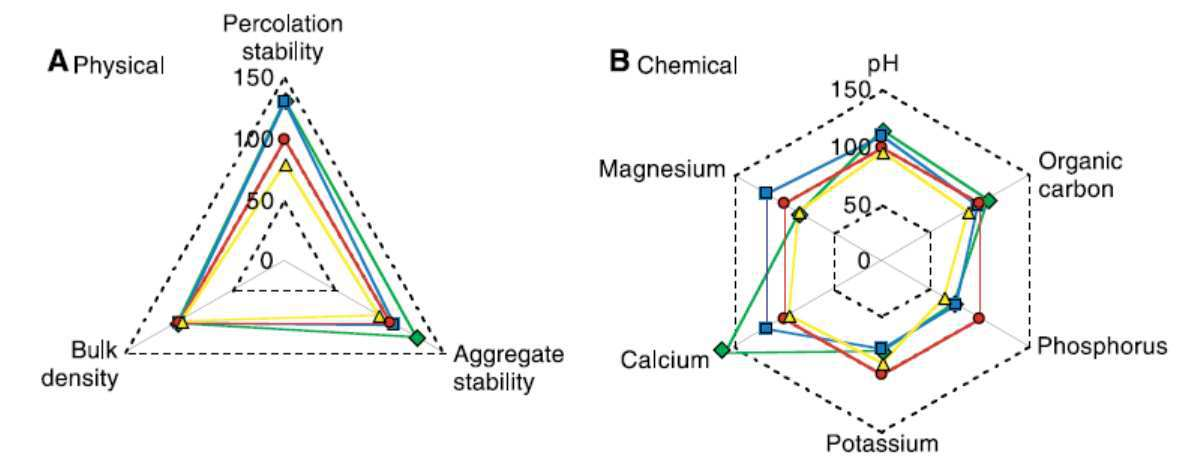 A Physical
Percolation
stability
150
100
50
0
Bulk
density
Aggregate
stability
B Chemical
pH
150
100
50
0
Magnesium
Organic
carbon
Calcium
Phosphorus
Potassium